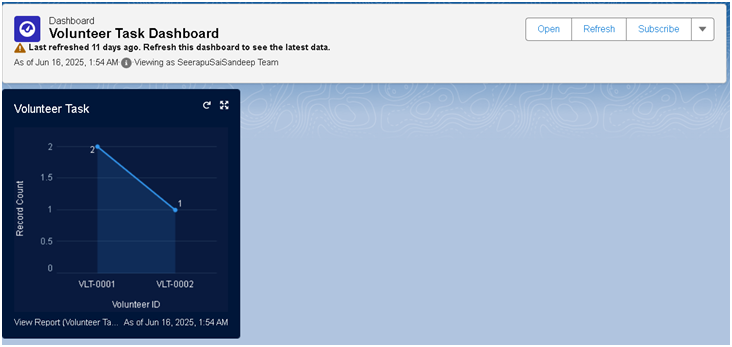 Dashboard
Volunteer Task Dashboard
Last refreshed 11 days ago. Refresh this dashboard to see the latest data.
As of Jun 16, 2025, 1:54 AM Viewing as SeerapuSaiSandeep Team
Open Refresh Subscribe
Volunteer Task
2
1.5
1
0.5
0
Record Count
2
1
VLT-0001 VLT-0002
Volunteer ID
View Report (Volunteer Ta... As of Jun 16, 2025, 1:54 AM